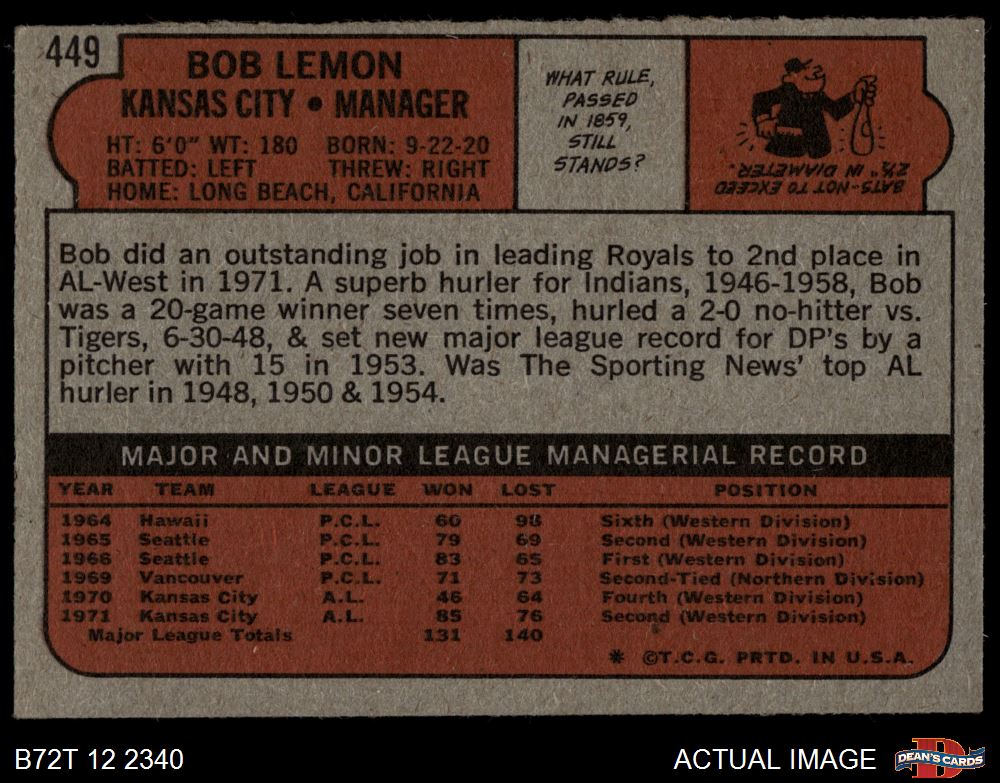 449
BOB LEMON
KANSAS CITY • MANAGER
HT: 6'0" WT: 180 BORN: 9-22-20
BATTED: LEFT THREW: RIGHT
HOME: LONG BEACH, CALIFORNIA
WHAT RULE,
PASSED
IN 1859,
STILL
STANDS?
BATS-NOT TO EXCEED
2½" IN DIAMETER.
Bob did an outstanding job in leading Royals to 2nd place in
AL-West in 1971. A superb hurler for Indians, 1946-1958, Bob
was a 20-game winner seven times, hurled a 2-0 no-hitter vs.
Tigers, 6-30-48, & set new major league record for DP's by a
pitcher with 15 in 1953. Was The Sporting News' top AL
hurler in 1948, 1950 & 1954.
MAJOR AND MINOR LEAGUE MANAGERIAL RECORD
YEAR TEAM LEAGUE WON LOST POSITION
1964 Hawaii P.C.L. 60 98 Sixth (Western Division)
1965 Seattle P.C.L. 79 69 Second (Western Division)
1966 Seattle P.C.L. 83 65 First (Western Division)
1969 Vancouver P.C.L. 71 73 Second-Tied (Northern Division)
1970 Kansas City A.L. 46 64 Fourth (Western Division)
1971 Kansas City A.L. 85 76 Second (Western Division)
Major League Totals 131 140
* ©T.C.G. PRTD. IN U.S.A.
B72T 12 2340
ACTUAL IMAGE
D
DEAN'S CARDS